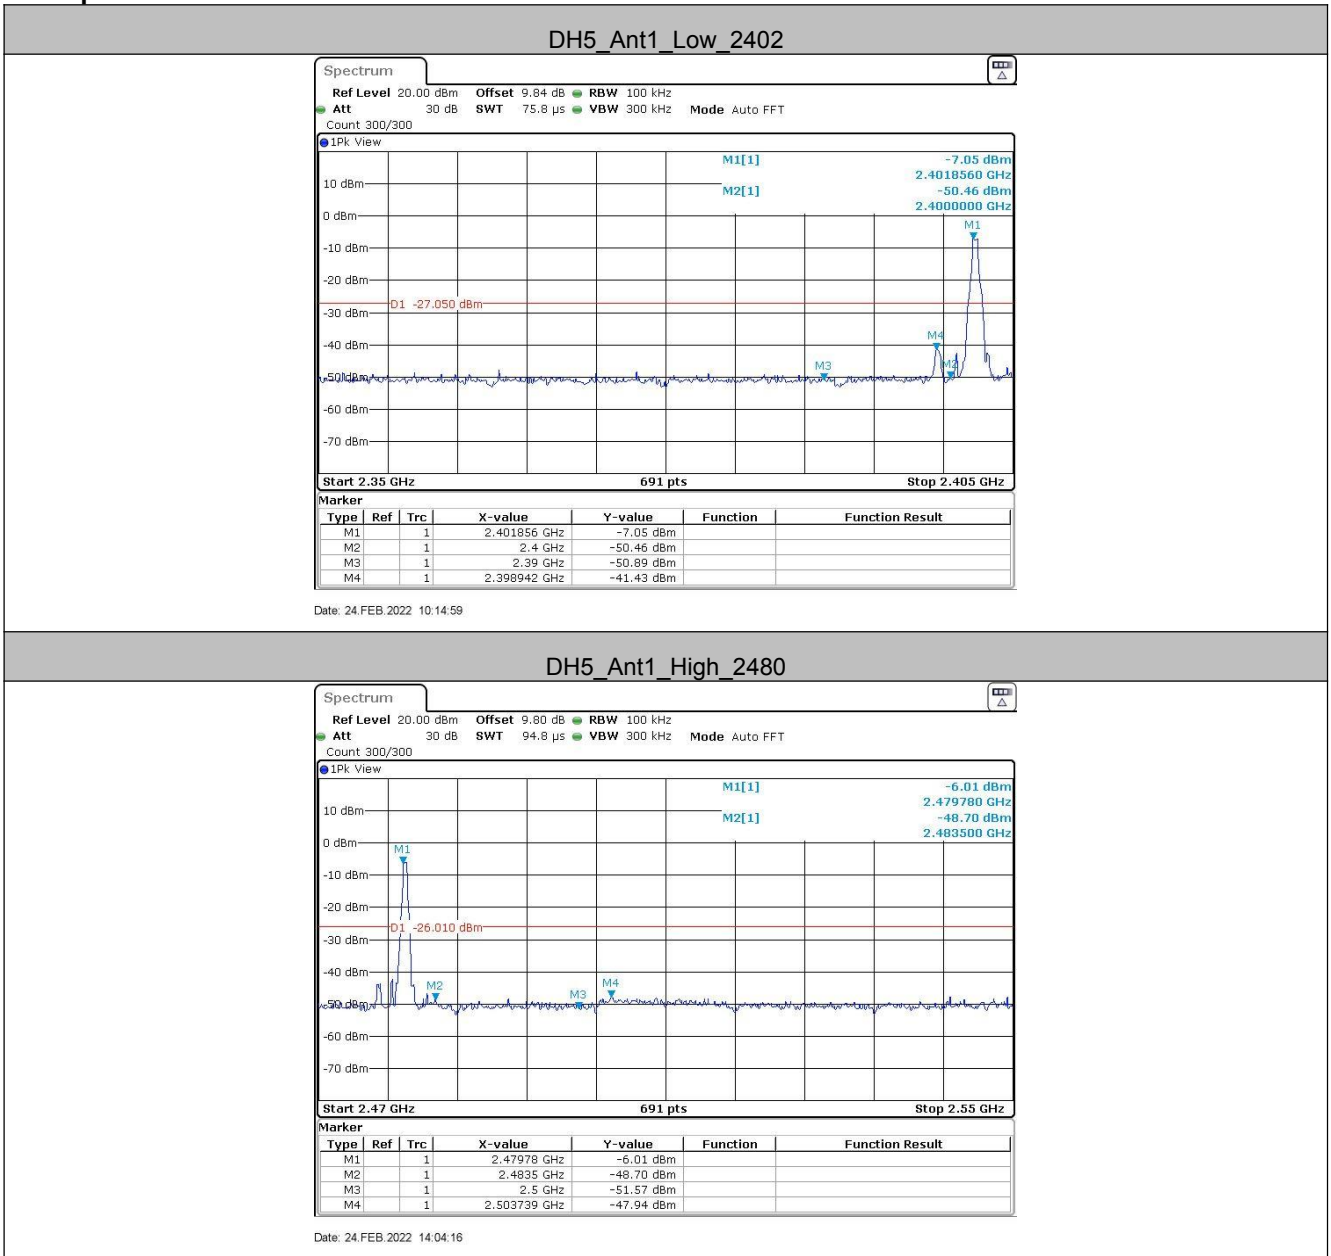 DH5_Ant1_Low_2402
Spectrum
Ref Level 20.00 dBm Offset 9.84 dB RBW 100 kHz
Att 30 dB SWT 75.8 µs VBW 300 kHz Mode Auto FFT
Count 300/300
1Pk View
M1[1] -7.05 dBm
2.4018560 GHz
10 dBm
M2[1] -50.46 dBm
2.4000000 GHz
0 dBm
M1
-10 dBm
-20 dBm
D1 -27.050 dBm
-30 dBm
M4
-40 dBm
M3 M2
-50 dBm
-60 dBm
-70 dBm
Start 2.35 GHz 691 pts Stop 2.405 GHz
Marker
Type Ref Trc X-value Y-value Function Function Result
M1 1 2.401856 GHz -7.05 dBm
M2 1 2.4 GHz -50.46 dBm
M3 1 2.39 GHz -50.89 dBm
M4 1 2.398942 GHz -41.43 dBm
Date: 24.FEB.2022 10:14:59
DH5_Ant1_High_2480
Spectrum
Ref Level 20.00 dBm Offset 9.80 dB RBW 100 kHz
Att 30 dB SWT 94.8 µs VBW 300 kHz Mode Auto FFT
Count 300/300
1Pk View
M1[1] -6.01 dBm
2.479780 GHz
10 dBm
M2[1] -48.70 dBm
2.483500 GHz
0 dBm
M1
-10 dBm
-20 dBm
D1 -26.010 dBm
-30 dBm
-40 dBm
M2 M3 M4
-50 dBm
-60 dBm
-70 dBm
Start 2.47 GHz 691 pts Stop 2.55 GHz
Marker
Type Ref Trc X-value Y-value Function Function Result
M1 1 2.47978 GHz -6.01 dBm
M2 1 2.4835 GHz -48.70 dBm
M3 1 2.5 GHz -51.57 dBm
M4 1 2.503739 GHz -47.94 dBm
Date: 24.FEB.2022 14:04:16